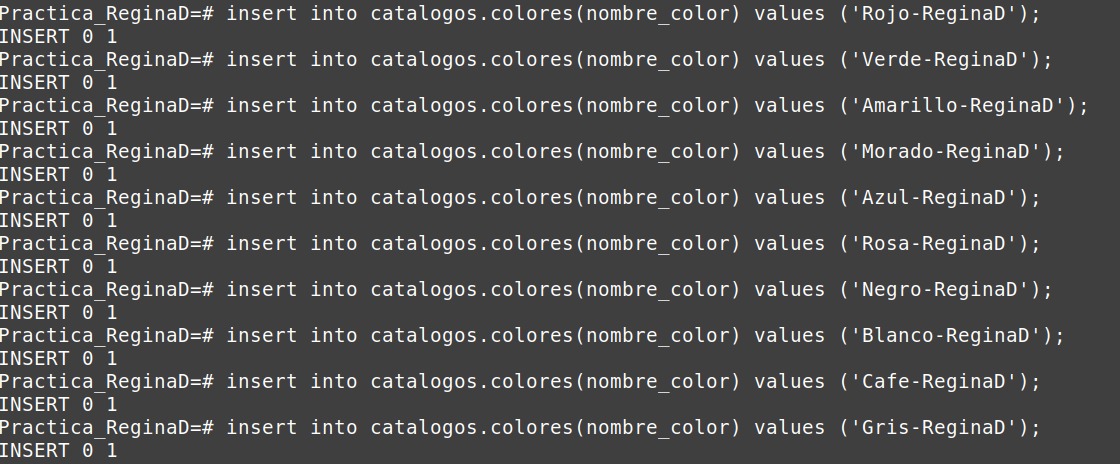 Practica_ReginaD=# insert into catalogos.colores(nombre_color) values ('Rojo-ReginaD');
INSERT 0 1
Practica_ReginaD=# insert into catalogos.colores(nombre_color) values ('Verde-ReginaD');
INSERT 0 1
Practica_ReginaD=# insert into catalogos.colores(nombre_color) values ('Amarillo-ReginaD');
INSERT 0 1
Practica_ReginaD=# insert into catalogos.colores(nombre_color) values ('Morado-ReginaD');
INSERT 0 1
Practica_ReginaD=# insert into catalogos.colores(nombre_color) values ('Azul-ReginaD');
INSERT 0 1
Practica_ReginaD=# insert into catalogos.colores(nombre_color) values ('Rosa-ReginaD');
INSERT 0 1
Practica_ReginaD=# insert into catalogos.colores(nombre_color) values ('Negro-ReginaD');
INSERT 0 1
Practica_ReginaD=# insert into catalogos.colores(nombre_color) values ('Blanco-ReginaD');
INSERT 0 1
Practica_ReginaD=# insert into catalogos.colores(nombre_color) values ('Cafe-ReginaD');
INSERT 0 1
Practica_ReginaD=# insert into catalogos.colores(nombre_color) values ('Gris-ReginaD');
INSERT 0 1